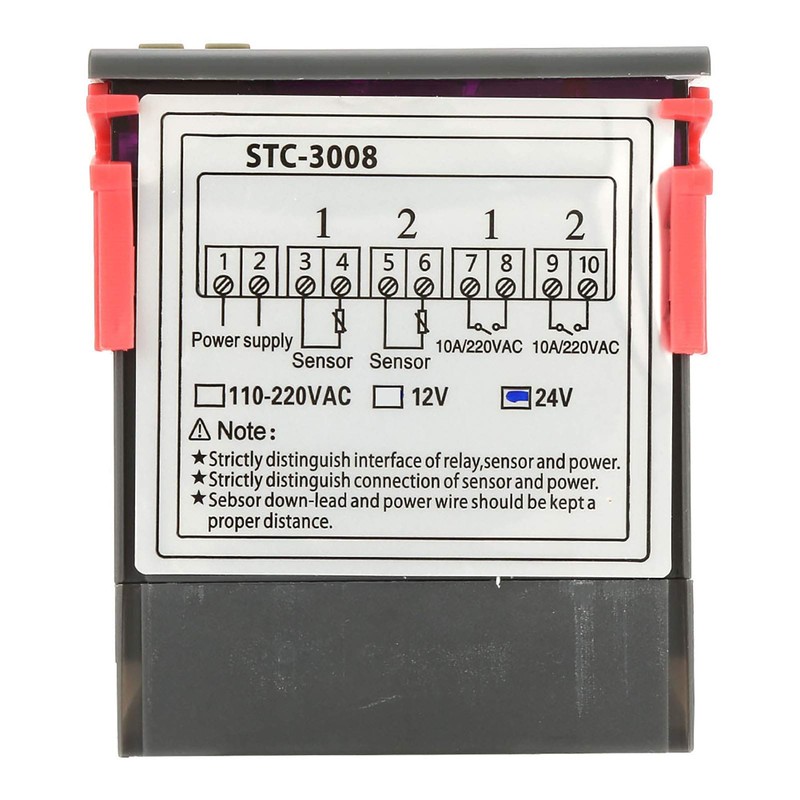 STC-3008
1 2 1 2
1 2 3 4 5 6 7 8 9 10
Power supply
Sensor Sensor 10A/220VAC 10A/220VAC
110-220VAC 12V 24V
⚠ Note:
★Strictly distinguish interface of relay,sensor and power.
★Strictly distinguish connection of sensor and power.
★Sebsor down-lead and power wire should be kept a
proper distance.